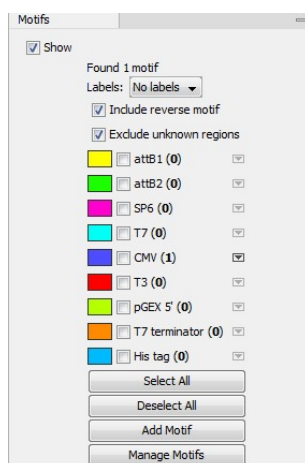 Motifs
Show
Found 1 motif
Labels: No labels
Include reverse motif
Exclude unknown regions
attB1 (0)
attB2 (0)
SP6 (0)
T7 (0)
CMV (1)
T3 (0)
pGEX 5' (0)
T7 terminator (0)
His tag (0)
Select All
Deselect All
Add Motif
Manage Motifs